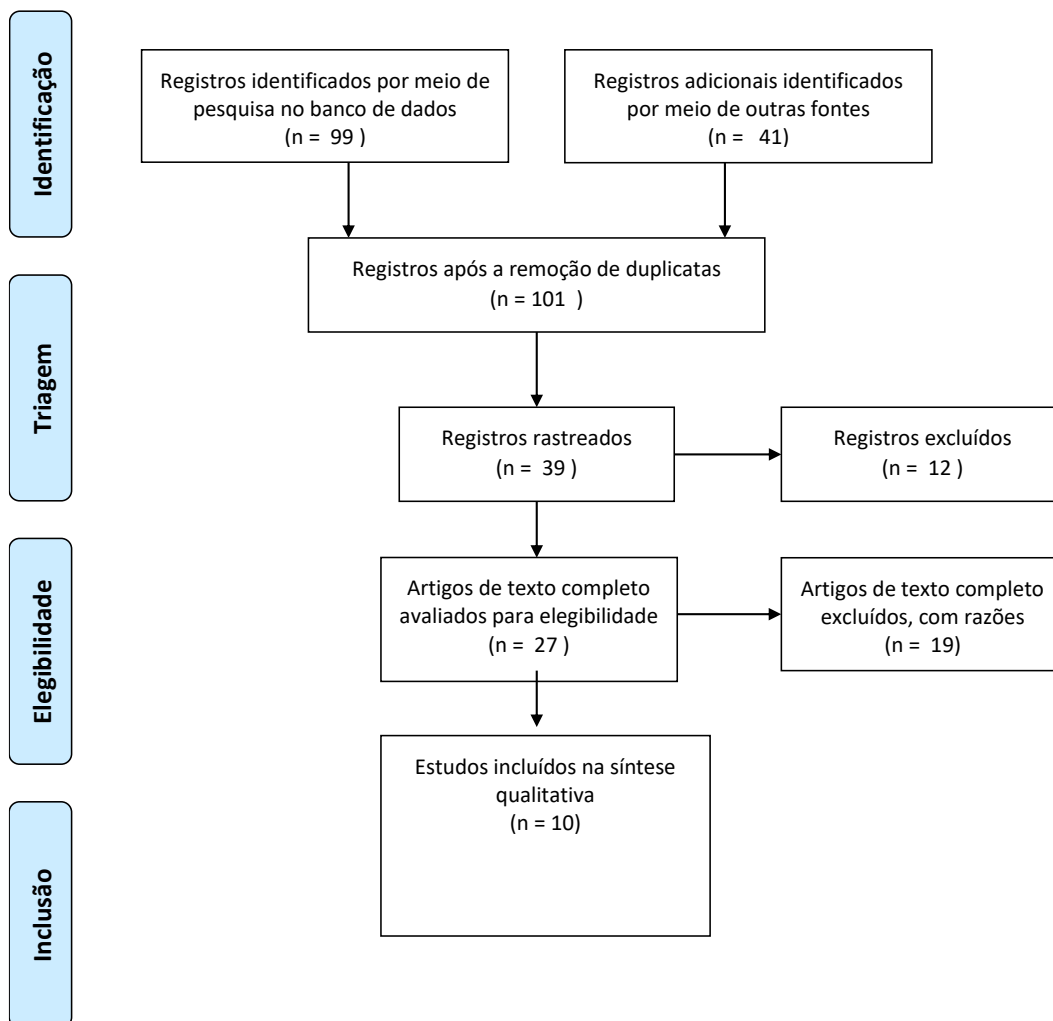 Identificação
Registros identificados por meio de
pesquisa no banco de dados
(n = 99 )
Registros adicionais identificados
por meio de outras fontes
(n = 41)
Registros após a remoção de duplicatas
(n = 101 )
Triagem
Registros rastreados
(n = 39 )
Registros excluídos
(n = 12 )
Elegibilidade
Artigos de texto completo
avaliados para elegibilidade
(n = 27 )
Artigos de texto completo
excluídos, com razões
(n = 19)
Inclusão
Estudos incluídos na síntese
qualitativa
(n = 10)